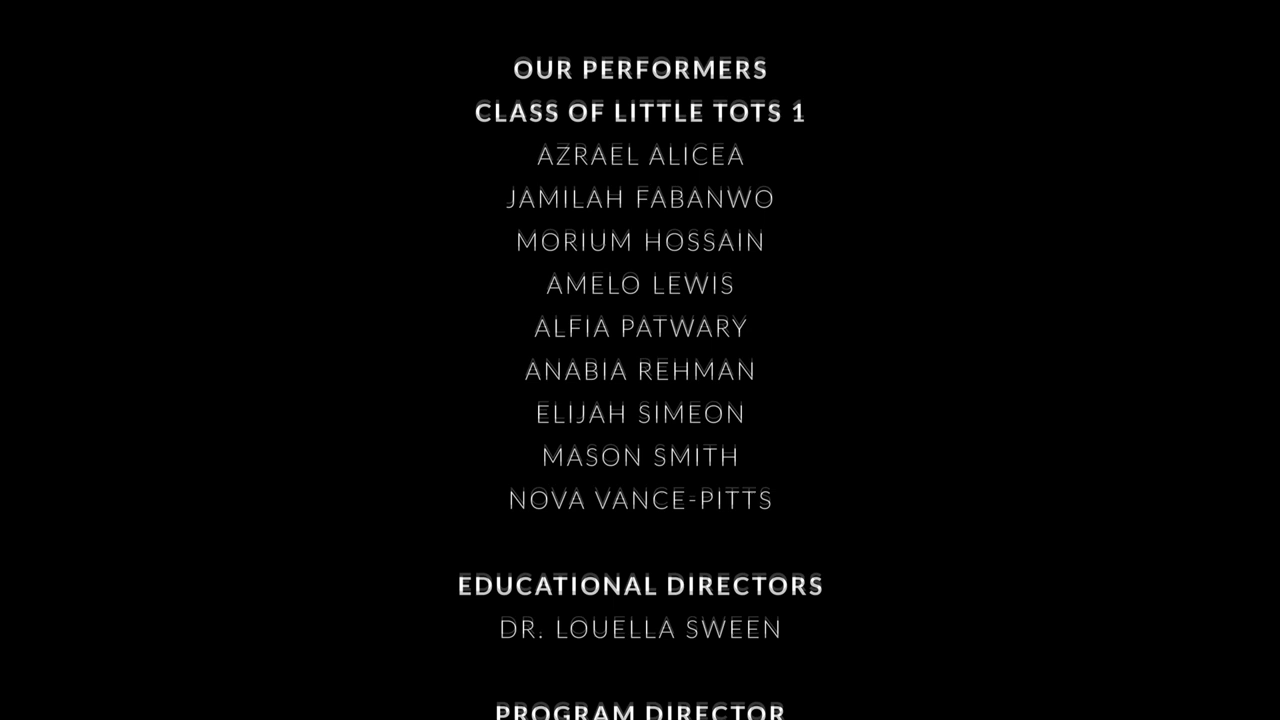 OUR PERFORMERS
CLASS OF LITTLE TOTS 1
AZRAEL ALICEA
JAMILAH FABANWO
MORIUM HOSSAIN
AMELO LEWIS
ALFIA PATWARY
ANABIA REHMAN
ELIJAH SIMEON
MASON SMITH
NOVA VANCE-PITTS
EDUCATIONAL DIRECTORS
DR. LOUELLA SWEEN
PROGRAM DIRECTOR